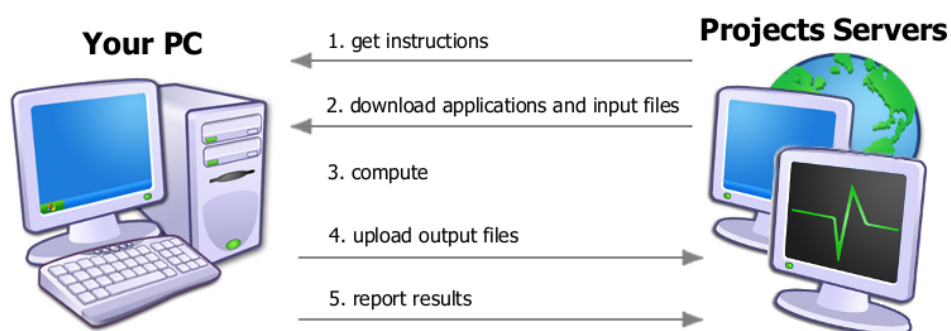 Your PC
Projects Servers
1. get instructions
2. download applications and input files
3. compute
4. upload output files
5. report results